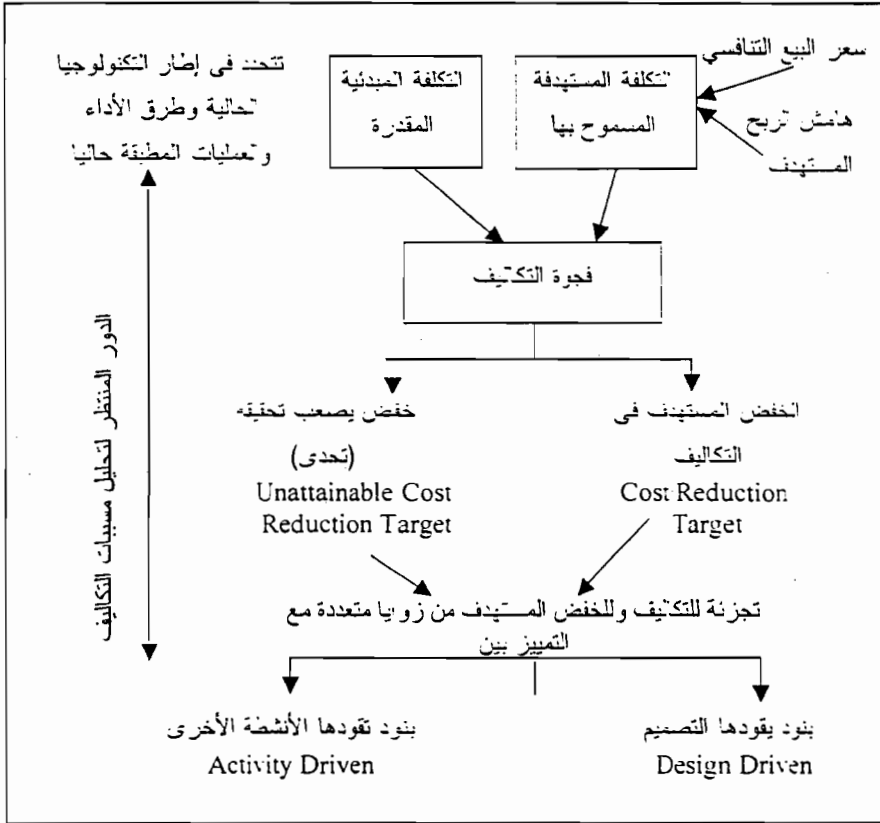 سعر البيع التنافسي
هامش الربح
المستهدف
التكلفة المستهدفة
المسموح بها
التكلفة المبدئية
المقدرة
تتحدد فى إطار التكنولوجيا
الحالية وطرق الأداء
والعمليات المطبقة حاليا
فجوة التكاليف
الدور المنتظر لتحليل مسببات التكاليف
الخفض المستهدف فى
التكاليف
Cost Reduction
Target
خفض يصعب تحقيقه
(تحدى)
Unattainable Cost
Reduction Target
تجزئة للتكاليف وللخفض المستهدف من زوايا متعددة مع
التمييز بين
بنود يقودها التصميم
Design Driven
بنود تقودها الأنشطة الأخرى
Activity Driven